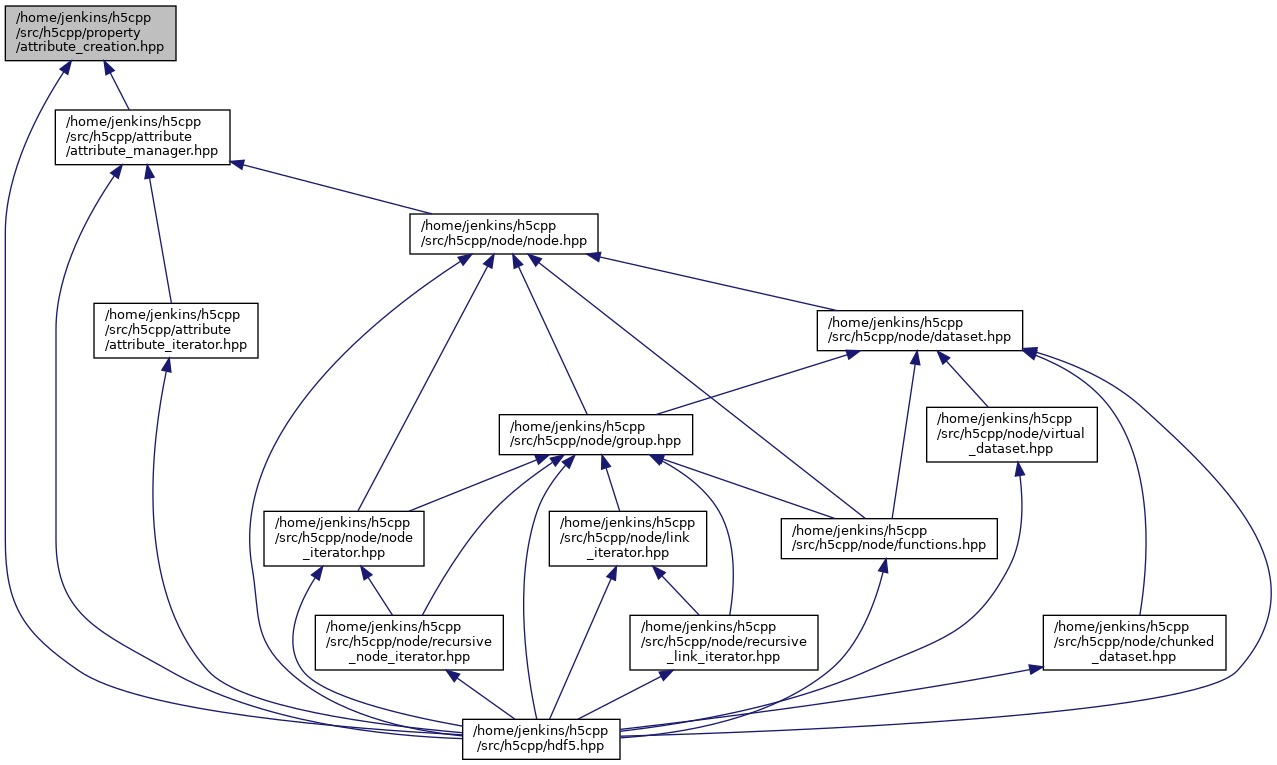 /home/jenkins/h5cpp
/src/h5cpp/property
/attribute_creation.hpp
/home/jenkins/h5cpp
/src/h5cpp/attribute
/attribute_manager.hpp
/home/jenkins/h5cpp
/src/h5cpp/node/node.hpp
/home/jenkins/h5cpp
/src/h5cpp/attribute
/attribute_iterator.hpp
/home/jenkins/h5cpp
/src/h5cpp/node/dataset.hpp
/home/jenkins/h5cpp
/src/h5cpp/node/group.hpp
/home/jenkins/h5cpp
/src/h5cpp/node/virtual
_dataset.hpp
/home/jenkins/h5cpp
/src/h5cpp/node/node
_iterator.hpp
/home/jenkins/h5cpp
/src/h5cpp/node/link
_iterator.hpp
/home/jenkins/h5cpp
/src/h5cpp/node/functions.hpp
/home/jenkins/h5cpp
/src/h5cpp/node/recursive
_node_iterator.hpp
/home/jenkins/h5cpp
/src/h5cpp/node/recursive
_link_iterator.hpp
/home/jenkins/h5cpp
/src/h5cpp/node/chunked
_dataset.hpp
/home/jenkins/h5cpp
/src/h5cpp/hdf5.hpp